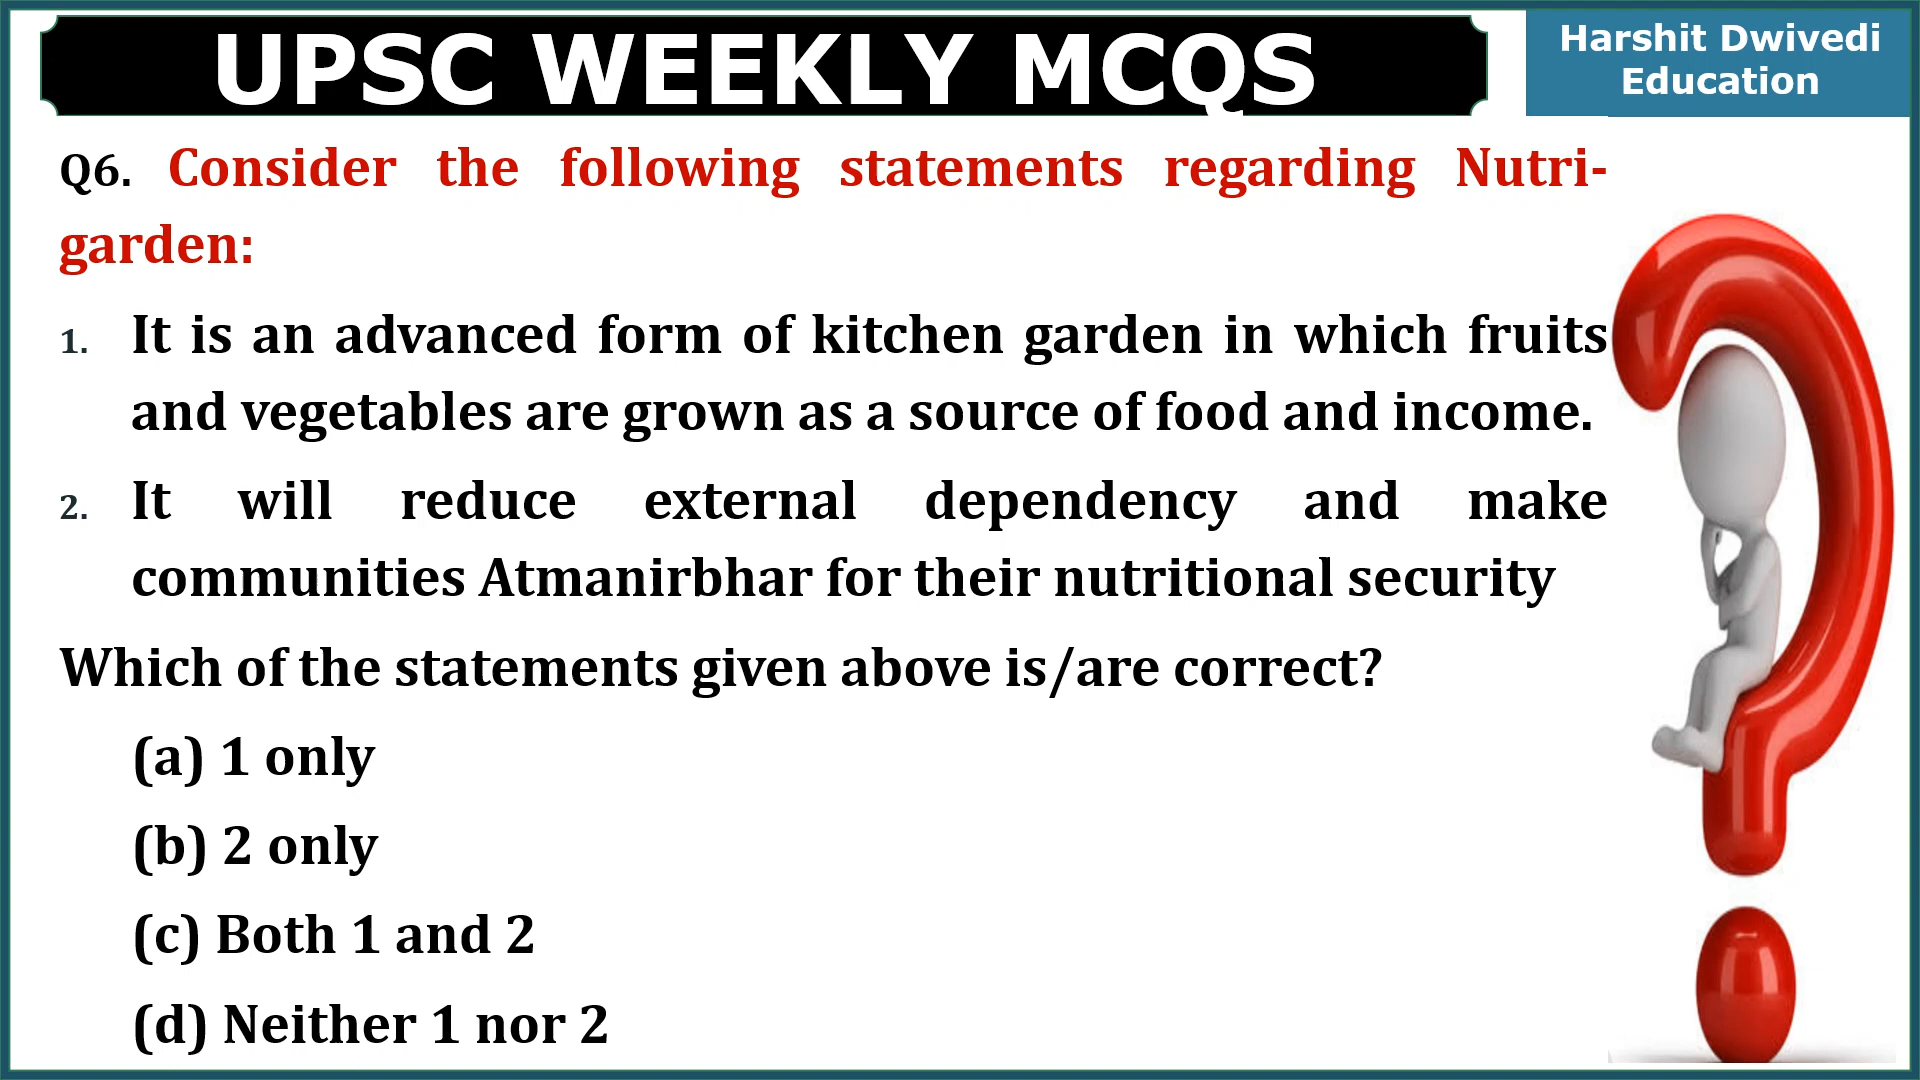 UPSC WEEKLY MCQS
Harshit Dwivedi
Education
Q6. Consider the following statements regarding Nutri-
garden:
1. It is an advanced form of kitchen garden in which fruits
and vegetables are grown as a source of food and income.
2. It will reduce external dependency and make
communities Atmanirbhar for their nutritional security
Which of the statements given above is/are correct?
(a) 1 only
(b) 2 only
(c) Both 1 and 2
(d) Neither 1 nor 2